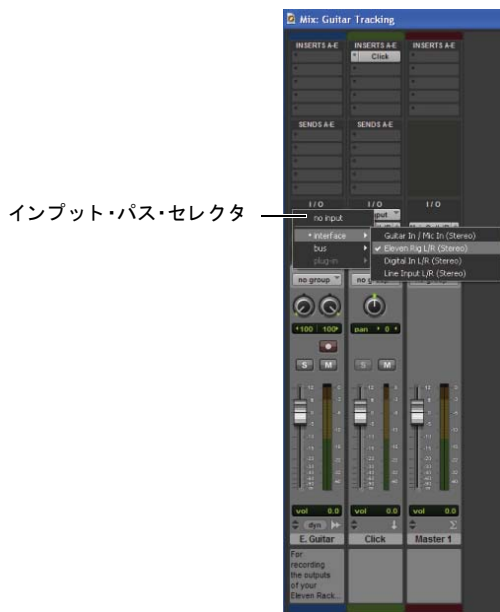 Mix: Guitar Tracking
INSERTS A-E INSERTS A-E INSERTS A-E
Click
SENDS A-E SENDS A-E
I/O I/O I/O
インプット・パス・セレクタ
no input
interface Guitar In / Mic In (Stereo)
Eleven Rig L/R (Stereo)
bus Digital In L/R (Stereo)
plug-in Line Input L/R (Stereo)
no group
100 100 pan 0
S M S M M
vol 0.0 vol 0.0 vol 0.0
dyn
E. Guitar Click Master 1
For
recording
the outputs
of your
Eleven Rack...